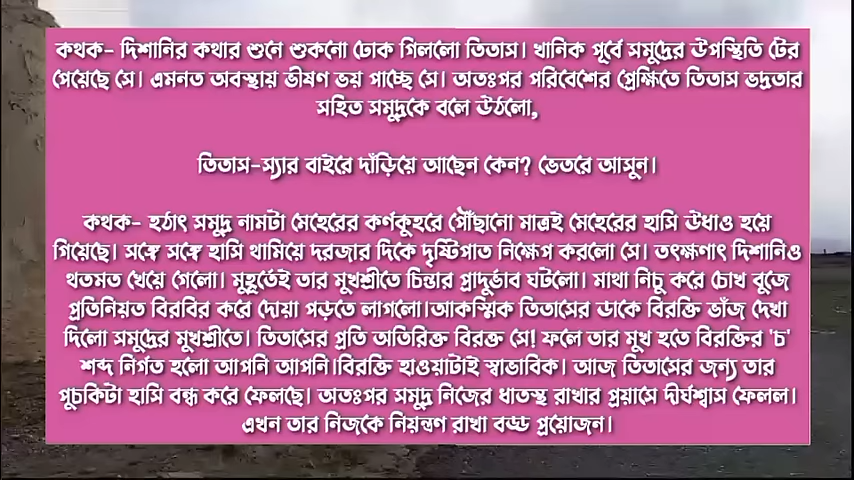 কথক- দিশানির কথার শুনে শুকনো ঢোক গিললো তিতাস। খানিক পূর্বে সমুদ্রের উপস্থিতি টের
পেয়েছে সে। এমনত অবস্থায় ভীষণ ভয় পাচ্ছে সে। অতঃপর পরিবেশের প্রেক্ষিতে তিতাস ভদ্রতার
সহিত সমুদ্রকে বলে উঠলো,
তিতাস-স্যার বাইরে দাঁড়িয়ে আছেন কেন? ভেতরে আসুন।
কথক- হঠাৎ সমুদ্র নামটা মেহেরের কর্ণকুহরে পৌঁছানো মাত্রই মেহেরের হাসি উধাও হয়ে
গিয়েছে। সঙ্গে সঙ্গে হাসি থামিয়ে দরজার দিকে দৃষ্টিপাত নিক্ষেপ করলো সে। তৎক্ষণাৎ দিশানিও
থতমত খেয়ে গেলো। মুহূর্তেই তার মুখশ্রীতে চিন্তার প্রাদুর্ভাব ঘটলো। মাথা নিচু করে চোখ বুজে
প্রতিনিয়ত বিরবির করে দোয়া পড়তে লাগলো।আকস্মিক তিতাসের ডাকে বিরক্তি ভাঁজ দেখা
দিলো সমুদ্রের মুখশ্রীতে। তিতাসের প্রতি অতিরিক্ত বিরক্ত সে! ফলে তার মুখ হতে বিরক্তির 'চ'
শব্দ নির্গত হলো আপনি আপনি।বিরক্তি হাওয়াটাই স্বাভাবিক। আজ তিতাসের জন্য তার
পুচকিটা হাসি বন্ধ করে ফেলছে। অতঃপর সমুদ্র নিজের ধাতস্থ রাখার প্রয়াসে দীর্ঘশ্বাস ফেলল।
এখন তার নিজকে নিয়ন্ত্রণ রাখা বড্ড প্রয়োজন।